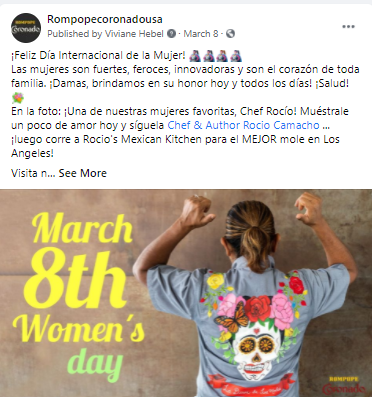 Rompopecoronadousa
Published by Viviane Hebel · March 8 ·
¡Feliz Día Internacional de la Mujer!
Las mujeres son fuertes, feroces, innovadoras y son el corazón de toda
familia. ¡Damas, brindamos en su honor hoy y todos los días! ¡Salud!
En la foto: ¡Una de nuestras mujeres favoritas, Chef Rocío! Muéstrale
un poco de amor hoy y síguela Chef & Author Rocio Camacho ...
¡luego corre a Rocio's Mexican Kitchen para el MEJOR mole en Los
Angeles!
Visita n... See More
March
8th
Women´s
day
ROMPOPE
Coronado